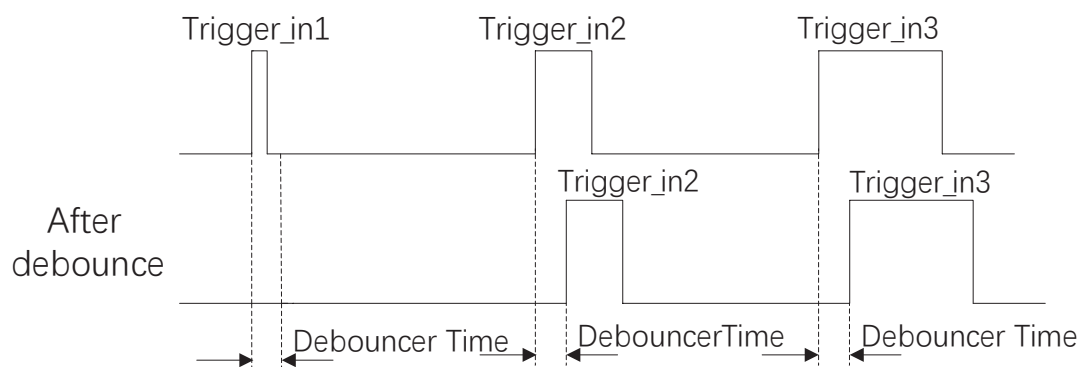 Trigger_in1
Trigger_in2
Trigger_in3
Trigger_in2
Trigger_in3
After
debounce
Debouncer Time
DebouncerTime
Debouncer Time